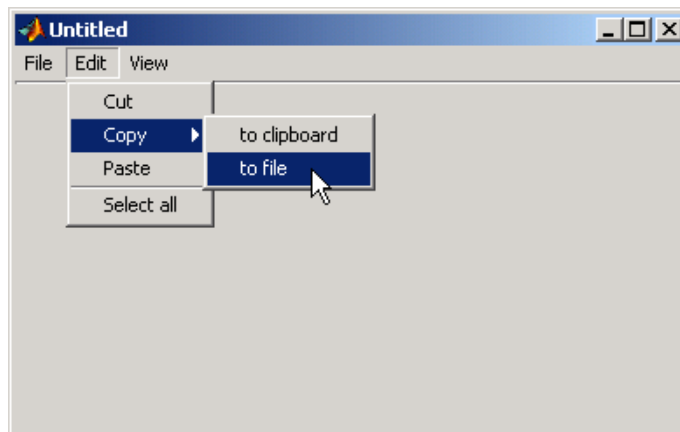 Untitled
File Edit View
Cut
Copy
to clipboard
Paste
to file
Select all